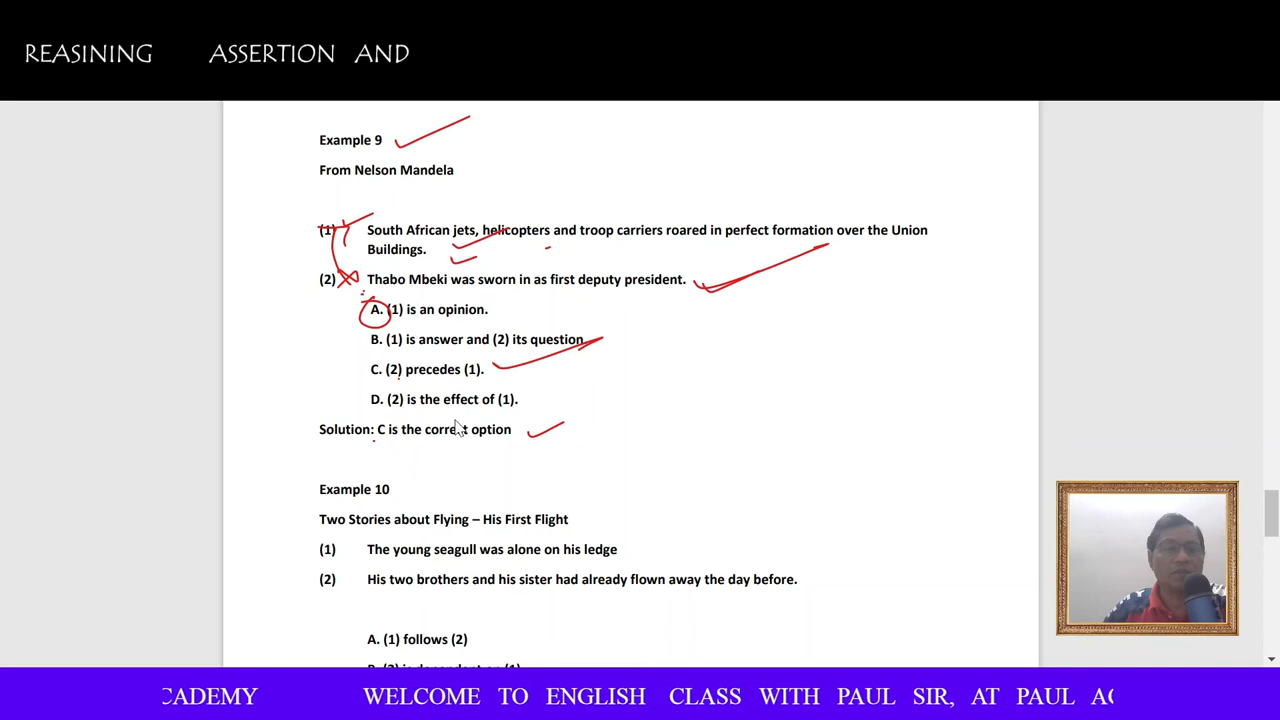 REASINING ASSERTION AND
Example 9
From Nelson Mandela
(1) South African jets, helicopters and troop carriers roared in perfect formation over the Union
Buildings.
(2) Thabo Mbeki was sworn in as first deputy president.
A. (1) is an opinion.
B. (1) is answer and (2) its question
C. (2) precedes (1).
D. (2) is the effect of (1).
Solution: C is the correct option
Example 10
Two Stories about Flying – His First Flight
(1) The young seagull was alone on his ledge
(2) His two brothers and his sister had already flown away the day before.
A. (1) follows (2)
B. (2) is dependent on (1)
CADEMY WELCOME TO ENGLISH CLASS WITH PAUL SIR, AT PAUL AC